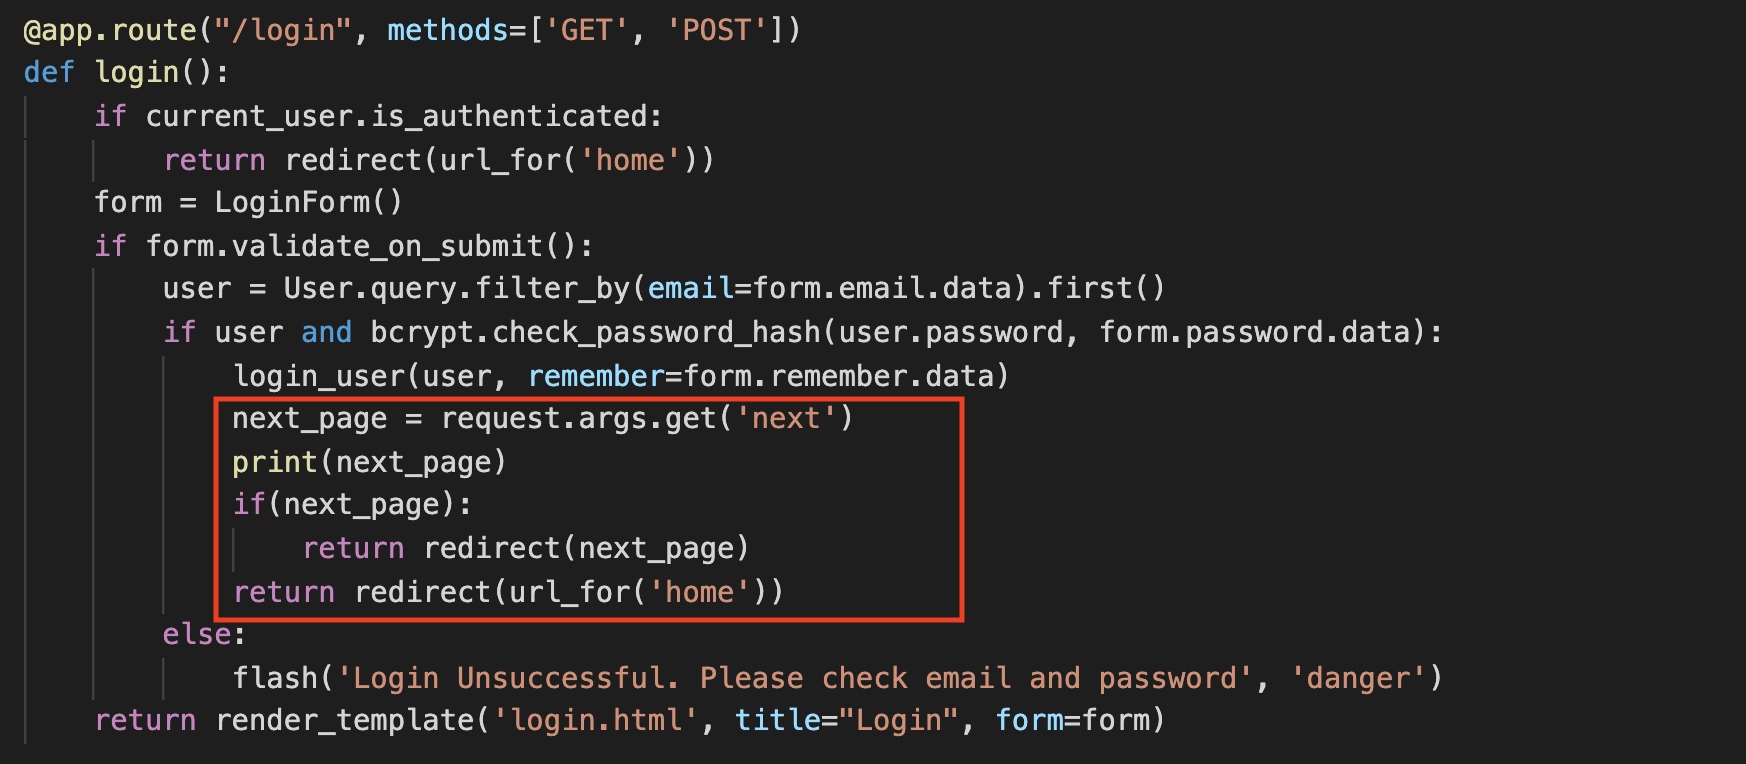 @app.route("/login", methods=['GET', 'POST'])
def login():
    if current_user.is_authenticated:
        return redirect(url_for('home'))
    form = LoginForm()
    if form.validate_on_submit():
        user = User.query.filter_by(email=form.email.data).first()
        if user and bcrypt.check_password_hash(user.password, form.password.data):
            login_user(user, remember=form.remember.data)
            next_page = request.args.get('next')
            print(next_page)
            if(next_page):
                return redirect(next_page)
            return redirect(url_for('home'))
        else:
            flash('Login Unsuccessful. Please check email and password', 'danger')
    return render_template('login.html', title="Login", form=form)